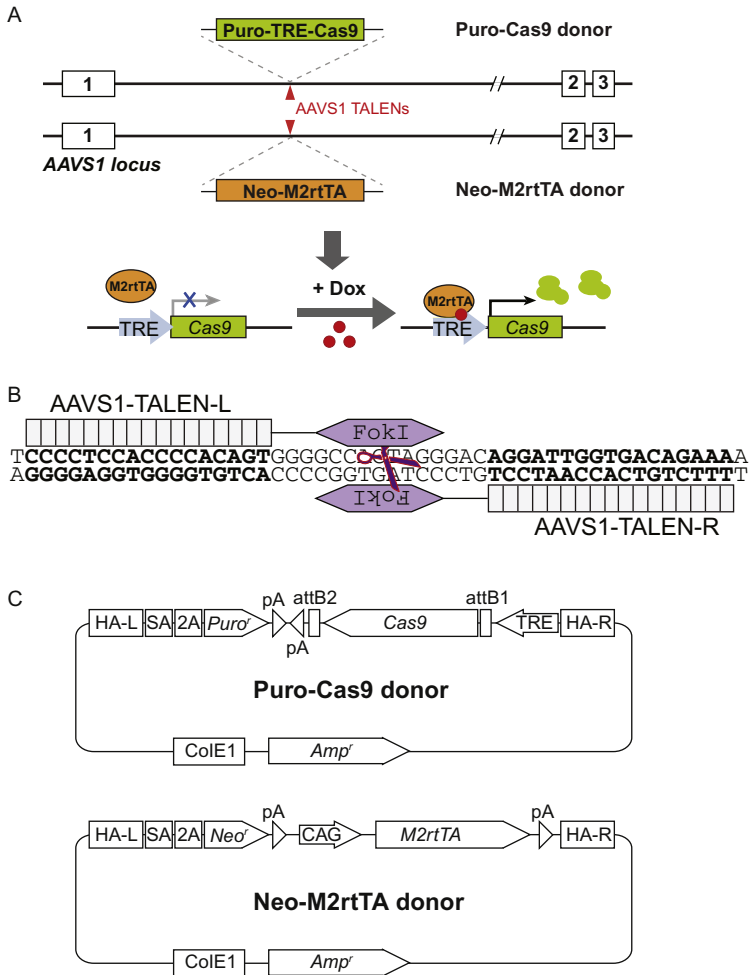 A
Puro-TRE-Cas9
Puro-Cas9 donor
1
2
3
AAVS1 TALENs
1
2
3
AAVS1 locus
Neo-M2rtTA
Neo-M2rtTA donor
M2rtTA
TRE
Cas9
+ Dox
M2rtTA
TRE
Cas9
B
AAVS1-TALEN-L
FokI
TCCCCTCCACCCCACAGTGGGGCCACTAGGGACAGGATTGGTGACAGAAAA
AGGGGAGGTGGGGTGTCACCCCGGTGATCCCTGTCCTAACCACTGTCTTTT
FokI
AAVS1-TALEN-R
C
HA-L SA 2A Puroʳ pA pA attB2 Cas9 attB1 TRE HA-R
Puro-Cas9 donor
ColE1 Ampʳ
HA-L SA 2A Neoʳ pA CAG M2rtTA pA HA-R
Neo-M2rtTA donor
ColE1 Ampʳ